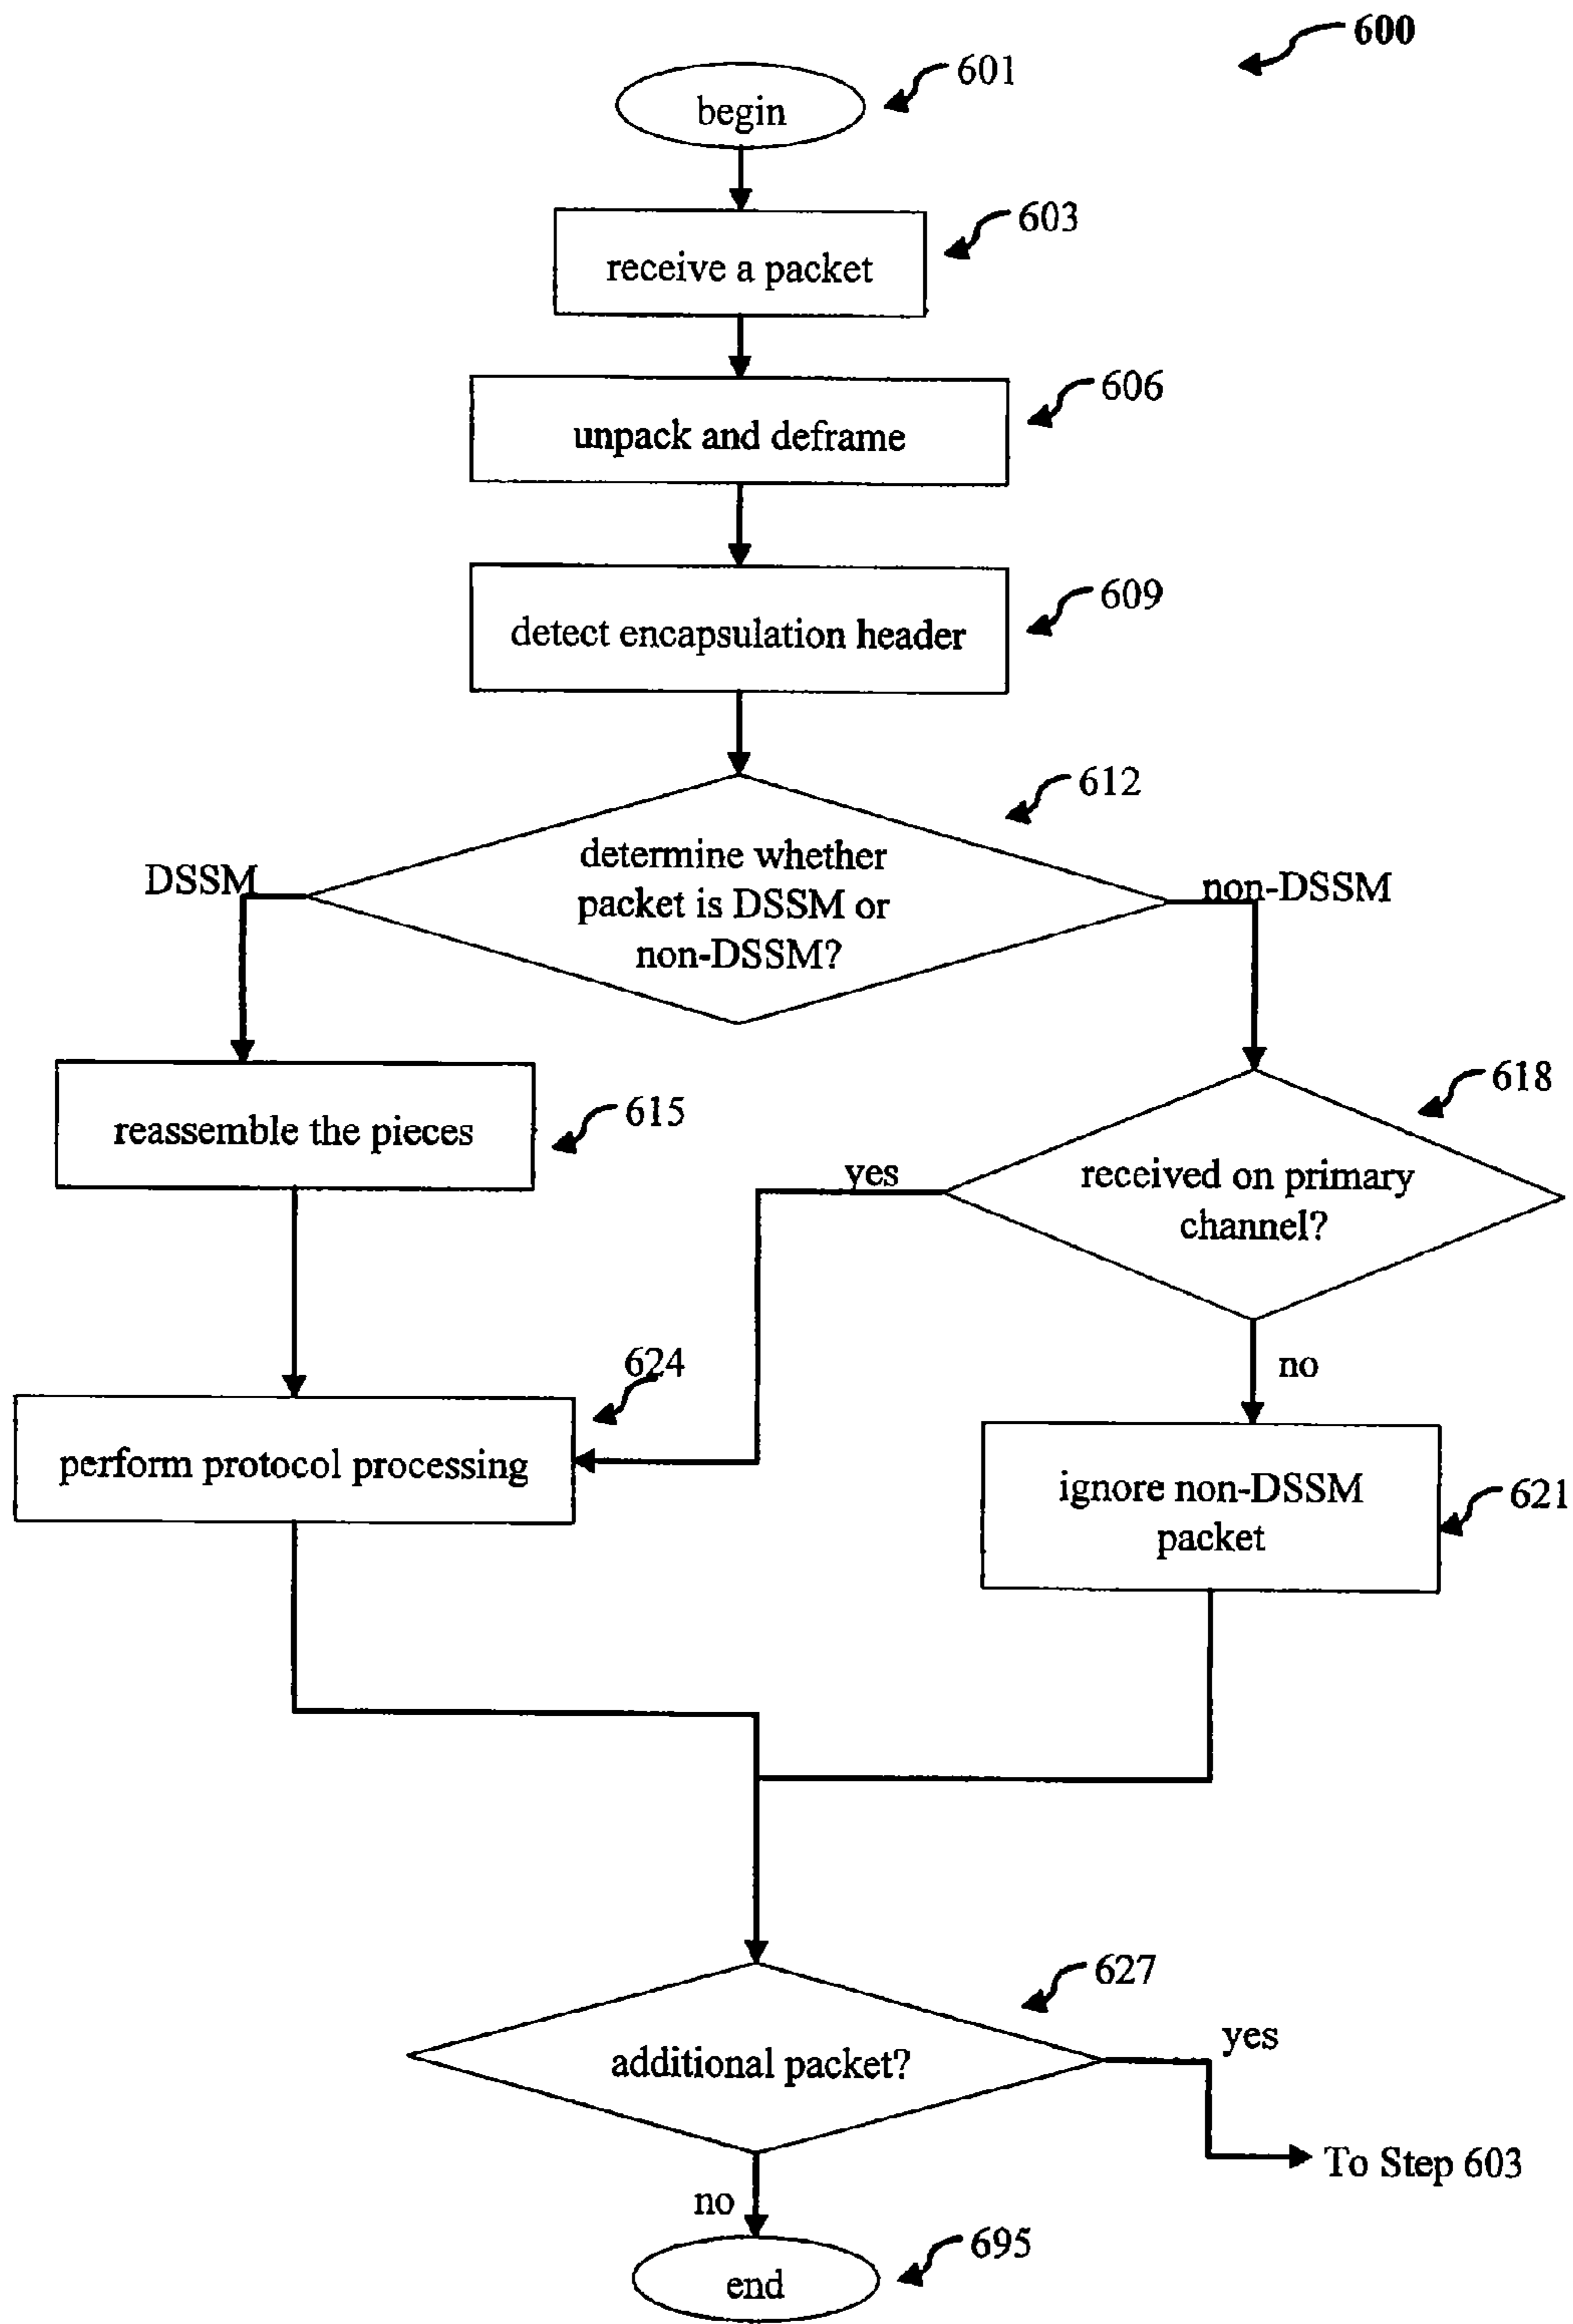 600
begin
601
receive a packet
603
unpack and deframe
606
detect encapsulation header
609
determine whether
packet is DSSM or
non-DSSM?
612
DSSM
non-DSSM
reassemble the pieces
615
received on primary
channel?
618
yes
no
perform protocol processing
624
ignore non-DSSM
packet
621
additional packet?
627
yes
To Step 603
no
end
695